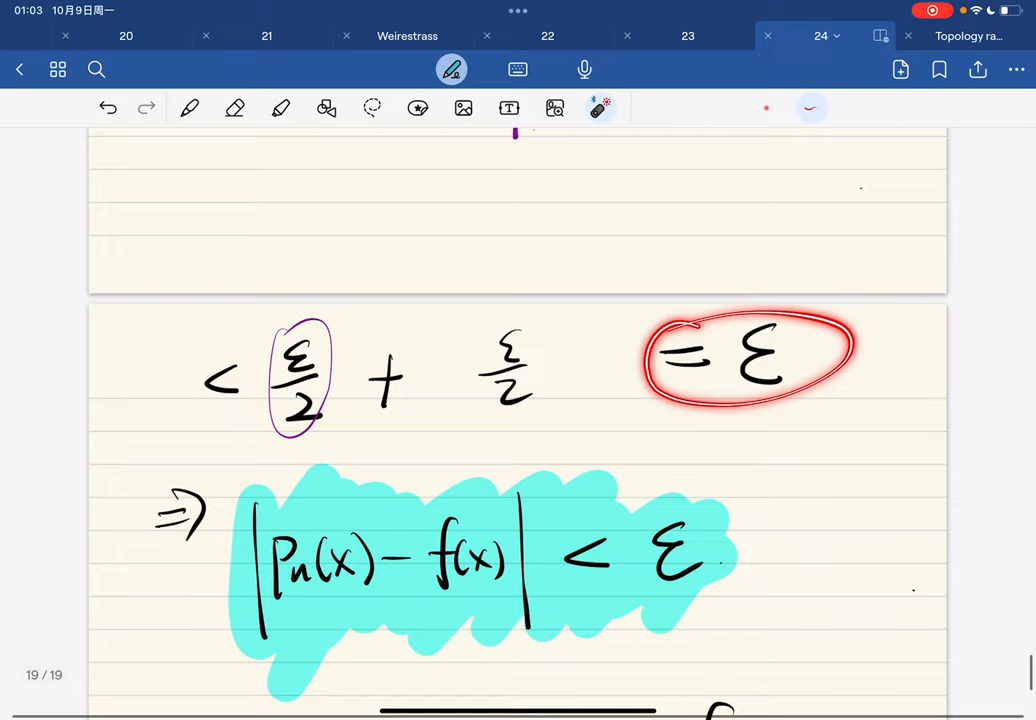 01:03 10月9日周一
20 21 Weirestrass 22 23 24 Topology ra...
< ε/2 + ε/2 = ε
⇒ |Pn(x) - f(x)| < ε
19 / 19